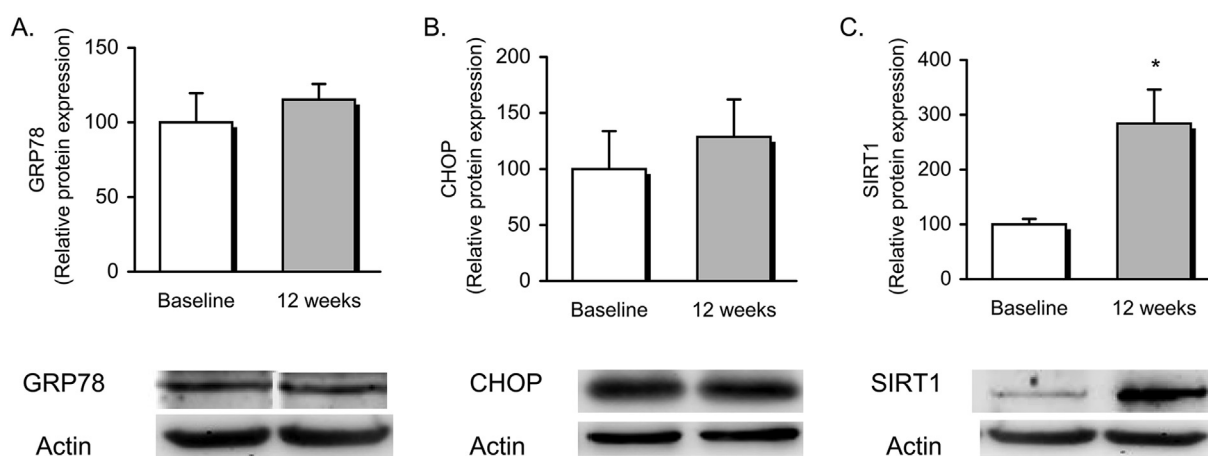 A.
GRP78
(Relative protein expression)
150
100
50
0
Baseline 12 weeks
GRP78
Actin
B.
CHOP
(Relative protein expression)
200
150
100
50
0
Baseline 12 weeks
CHOP
Actin
C.
SIRT1
(Relative protein expression)
400
300
200
100
0
*
Baseline 12 weeks
SIRT1
Actin